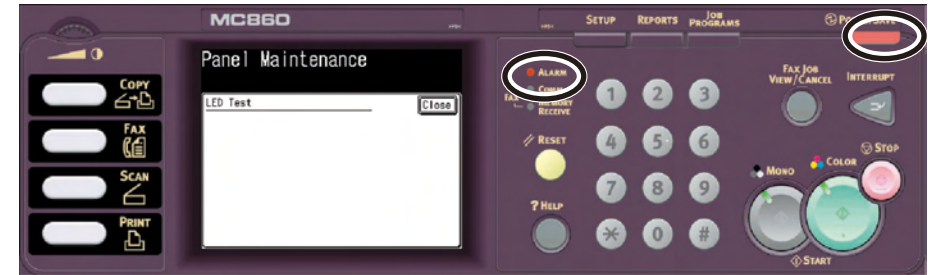 MC860
SETUP REPORTS JOB PROGRAMS
Panel Maintenance
LED Test
Close
COPY
FAX
SCAN
PRINT
ALARM
FAX
MEMORY RECEIVE
RESET
? HELP
1 2 3
4 5 6
7 8 9
* 0 #
FAX JOB VIEW/CANCEL
INTERRUPT
STOP
MONO
COLOR
START